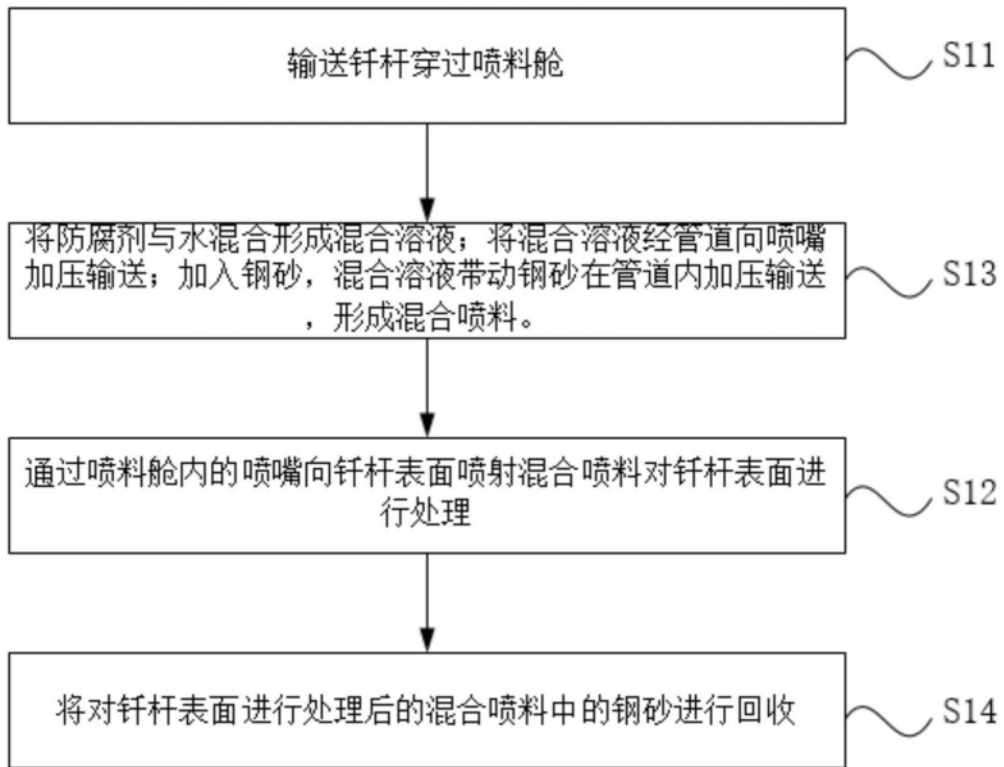 输送钎杆穿过喷料舱
S11
将防腐剂与水混合形成混合溶液；将混合溶液经管道向喷嘴
加压输送；加入钢砂，混合溶液带动钢砂在管道内加压输送
，形成混合喷料。
S13
通过喷料舱内的喷嘴向钎杆表面喷射混合喷料对钎杆表面进
行处理
S12
将对钎杆表面进行处理后的混合喷料中的钢砂进行回收
S14